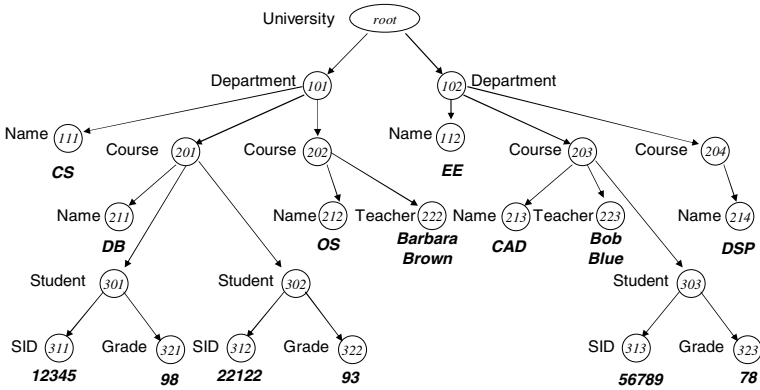 University root
Department 101 102 Department
Name 111 Name 112
CS Course 201 Course 202 EE Course 203 Course 204
Name 211 Name 212 Teacher 222 Name 213 Teacher 223 Name 214
DB OS Barbara Brown CAD Bob Blue DSP
Student 301 Student 302 Student 303
SID 311 Grade 321 SID 312 Grade 322 SID 313 Grade 323
12345 98 22122 93 56789 78